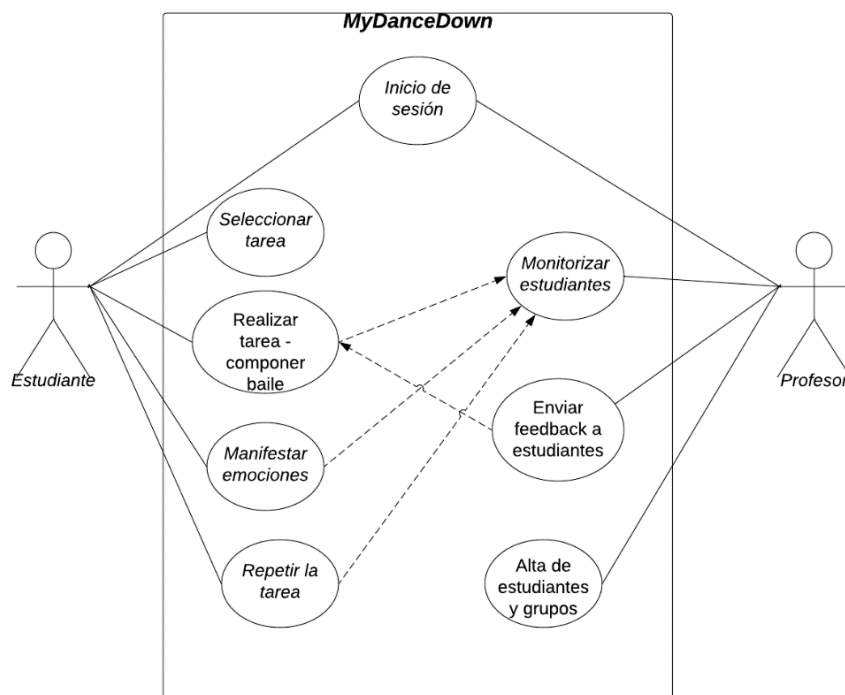 MyDanceDown
Inicio de
sesión
Seleccionar
tarea
Monitorizar
estudiantes
Realizar
tarea -
componer
baile
Estudiante
Profesor
Enviar
feedback a
estudiantes
Manifestar
emociones
Repetir la
tarea
Alta de
estudiantes
y grupos